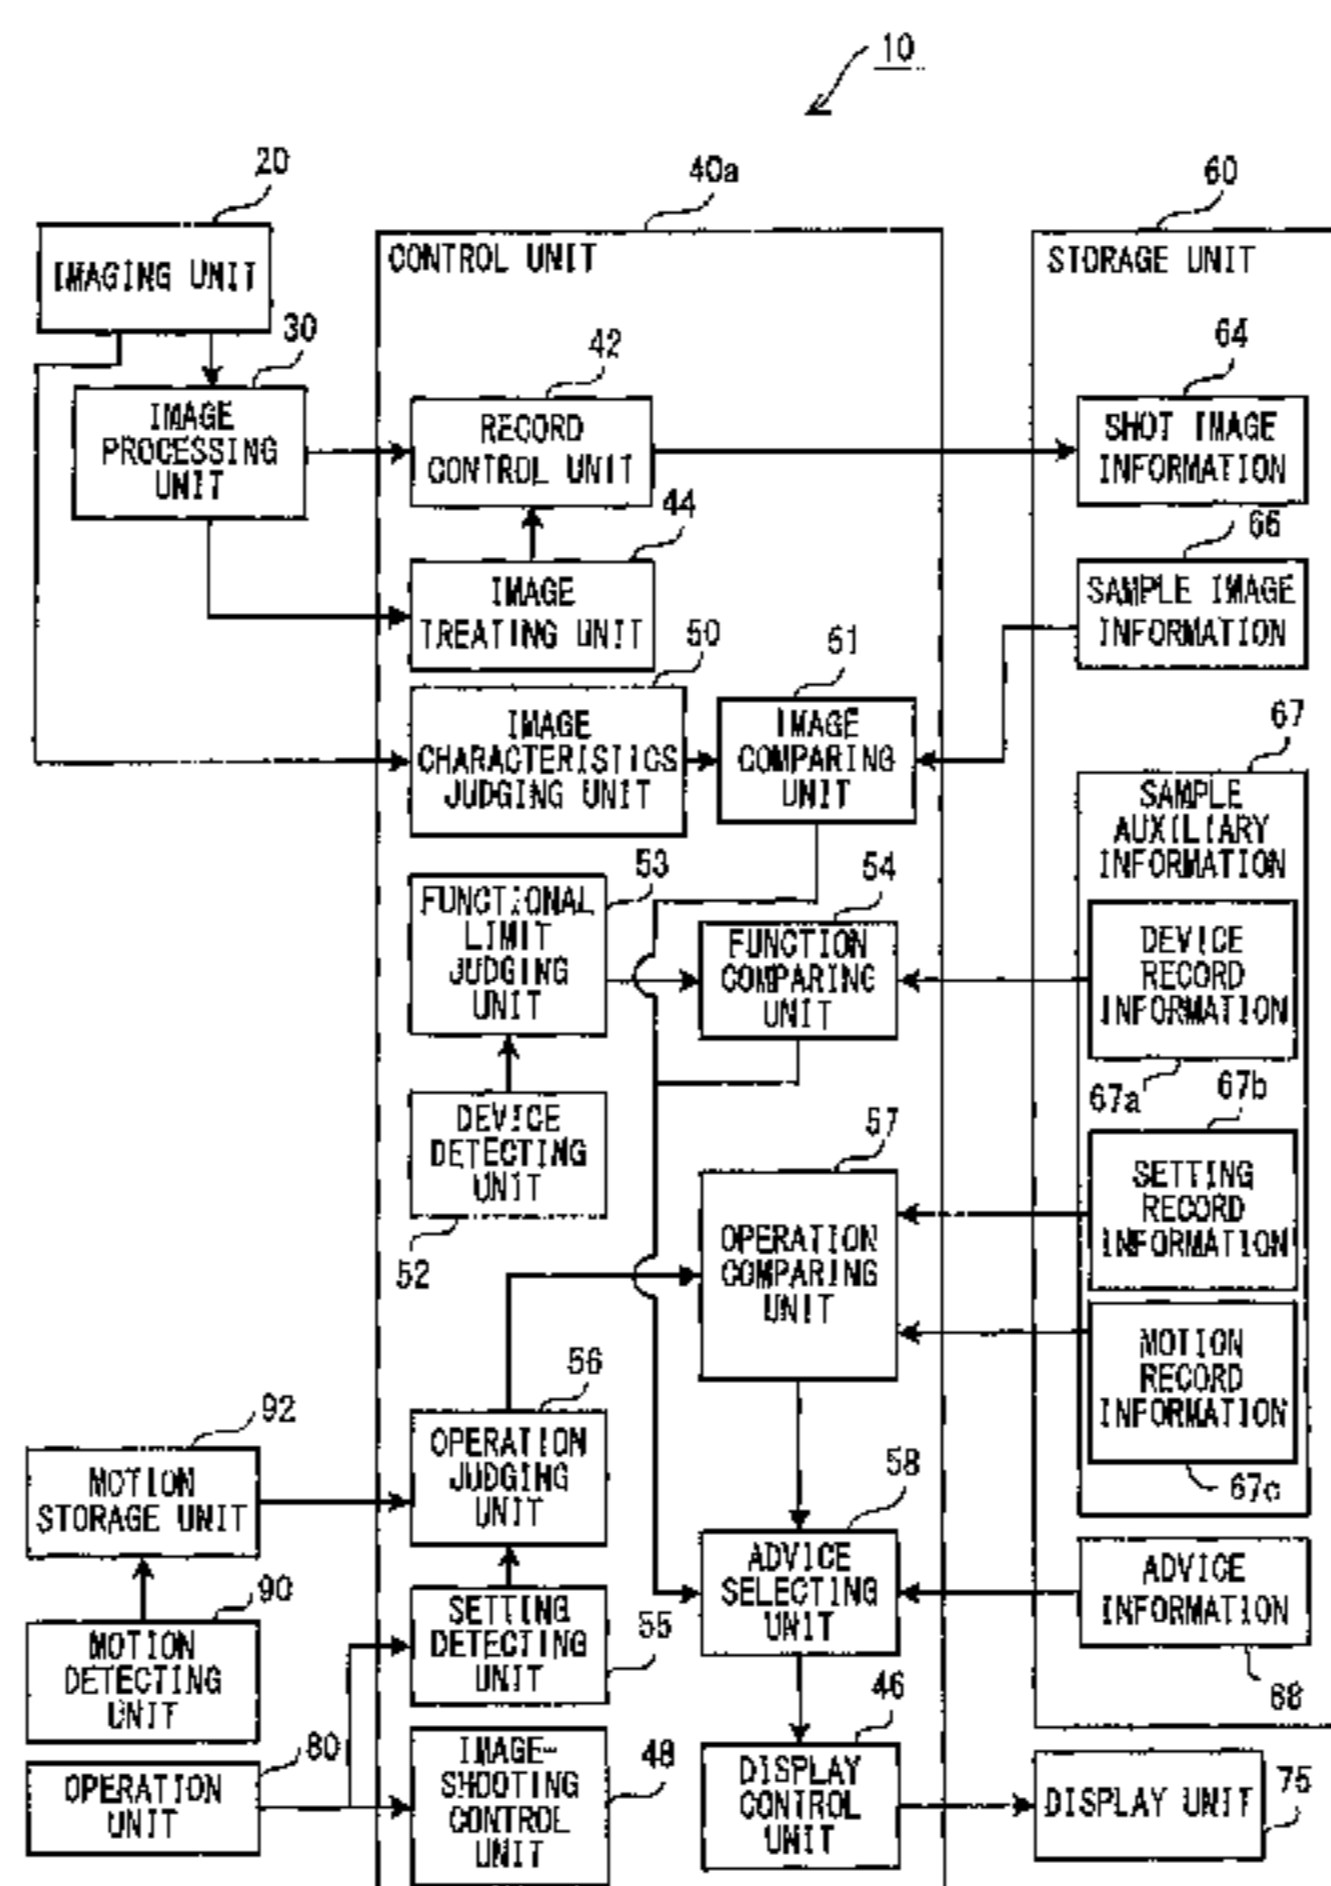 10
20
40a
60
IMAGING UNIT
CONTROL UNIT
STORAGE UNIT
30
42
64
IMAGE
PROCESSING
UNIT
RECORD
CONTROL UNIT
SHOT IMAGE
INFORMATION
44
66
IMAGE
TREATING UNIT
SAMPLE IMAGE
INFORMATION
50
51
67
IMAGE
CHARACTERISTICS
JUDGING UNIT
IMAGE
COMPARING
UNIT
SAMPLE
AUXILIARY
INFORMATION
53
54
FUNCTIONAL
LIMIT
JUDGING
UNIT
FUNCTION
COMPARING
UNIT
DEVICE
RECORD
INFORMATION
67a
67b
DEVICE
DETECTING
UNIT
52
57
OPERATION
COMPARING
UNIT
SETTING
RECORD
INFORMATION
MOTION
RECORD
INFORMATION
67c
92
56
58
MOTION
STORAGE UNIT
OPERATION
JUDGING
UNIT
ADVICE
SELECTING
UNIT
ADVICE
INFORMATION
68
90
MOTION
DETECTING
UNIT
SETTING
DETECTING
UNIT
55
80
46
OPERATION
UNIT
IMAGE-
SHOOTING
CONTROL
UNIT
48
DISPLAY
CONTROL
UNIT
DISPLAY UNIT
75